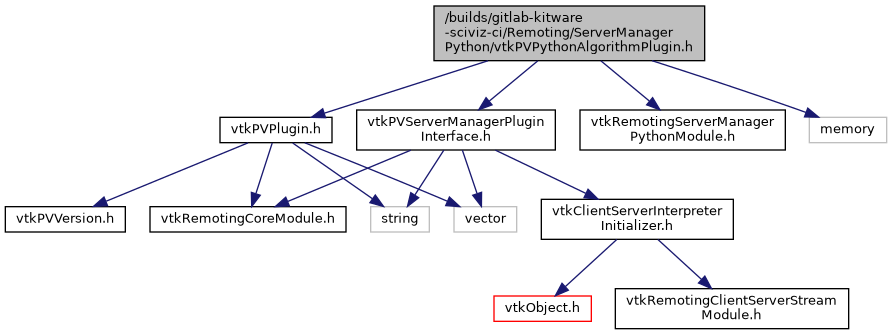 /builds/gitlab-kitware
-sciviz-ci/Remoting/ServerManager
Python/vtkPVPythonAlgorithmPlugin.h
vtkPVPlugin.h
vtkPVServerManagerPlugin
Interface.h
vtkRemotingServerManager
PythonModule.h
memory
vtkPVVersion.h
vtkRemotingCoreModule.h
string
vector
vtkClientServerInterpreter
Initializer.h
vtkObject.h
vtkRemotingClientServerStream
Module.h